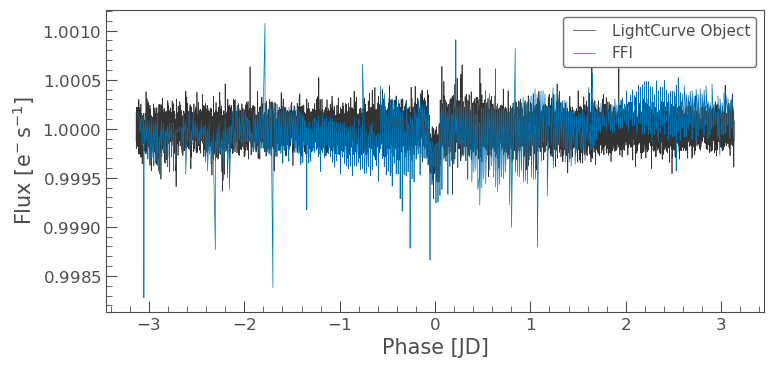 1.0010
1.0005
1.0000
0.9995
0.9990
0.9985
Flux [e⁻ s⁻¹]
LightCurve Object
FFI
−3 −2 −1 0 1 2 3
Phase [JD]